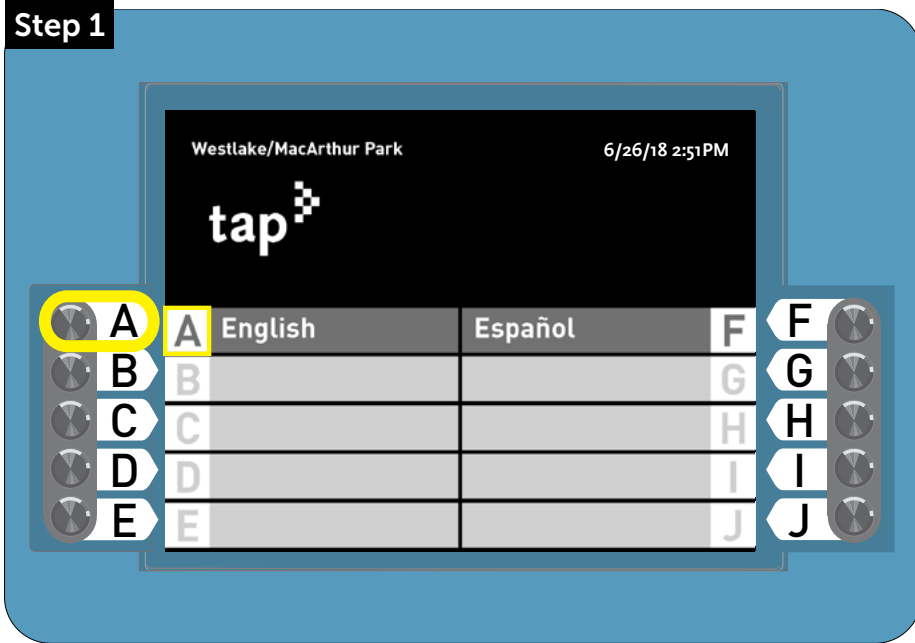 Step 1
Westlake/MacArthur Park 6/26/18 2:51PM
tap
A A English Español F F
B B G G
C C H H
D D I I
E E J J